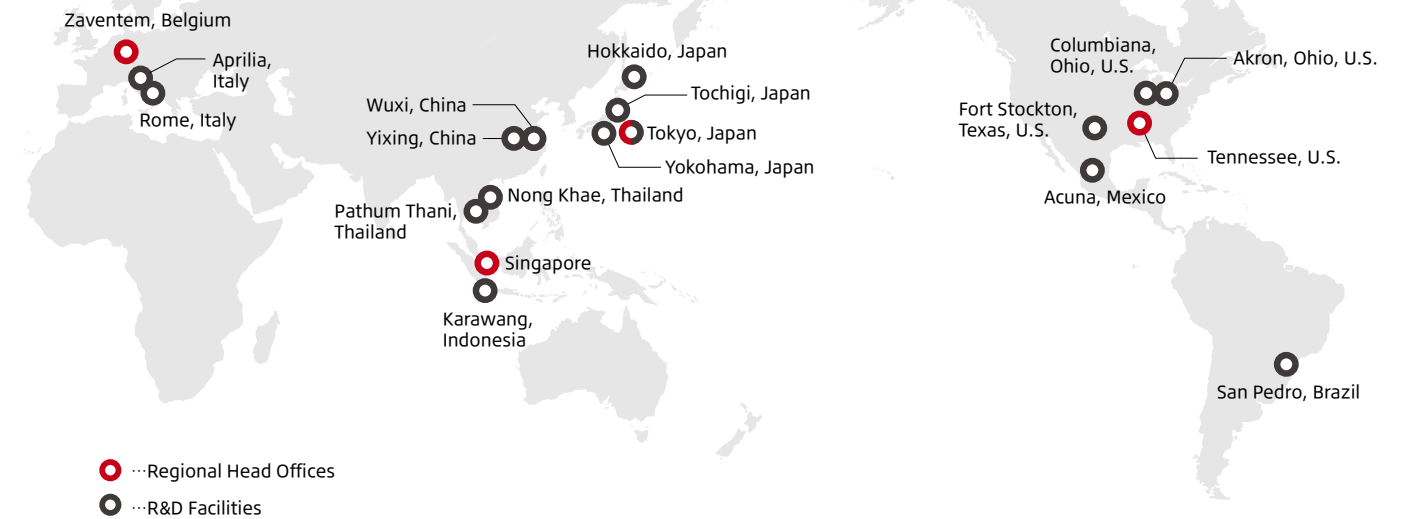 Zaventem, Belgium
Aprilia,
Italy
Rome, Italy
Hokkaido, Japan
Tochigi, Japan
Wuxi, China
Yixing, China
Tokyo, Japan
Yokohama, Japan
Nong Khae, Thailand
Pathum Thani,
Thailand
Singapore
Karawang,
Indonesia
Columbiana,
Ohio, U.S.
Akron, Ohio, U.S.
Fort Stockton,
Texas, U.S.
Tennessee, U.S.
Acuna, Mexico
San Pedro, Brazil
…Regional Head Offices
…R&D Facilities